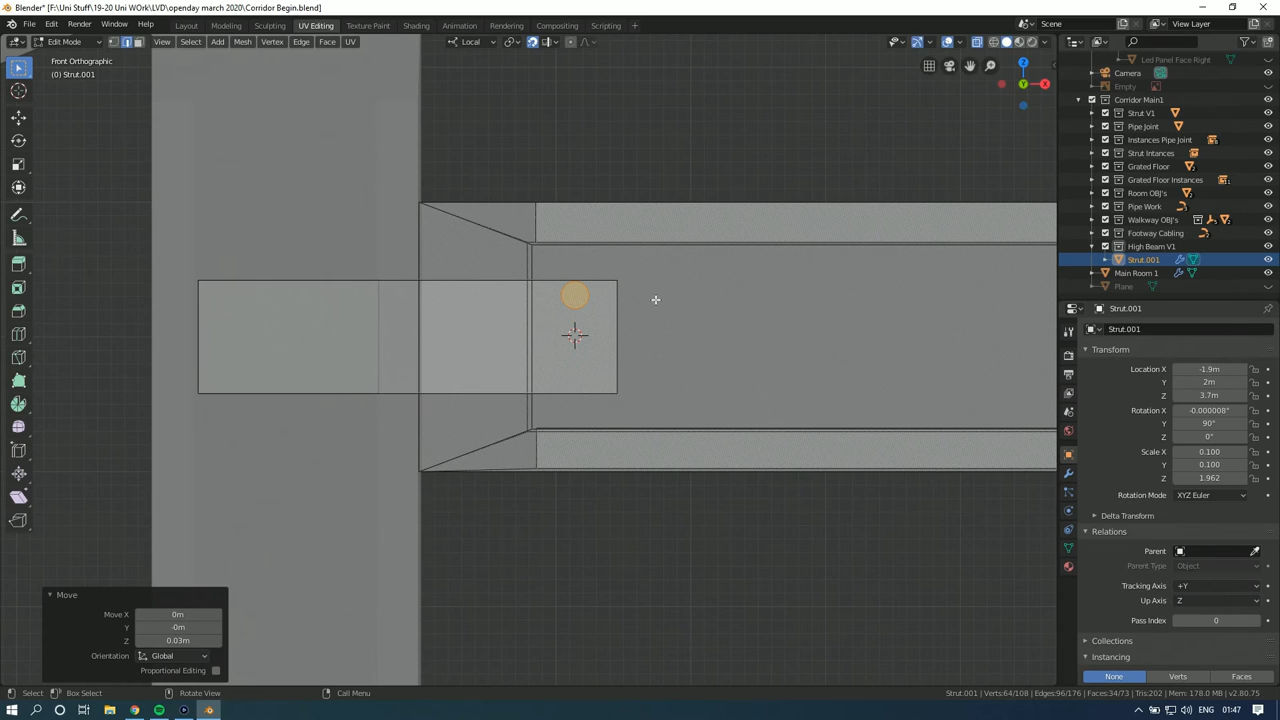 Blender* [F:\Uni Stuff\19-20 Uni WOrk\LVD\openday march 2020\Corridor Begin.blend]
File Edit Render Window Help Layout Modeling Sculpting UV Editing Texture Paint Shading Animation Rendering Compositing Scripting + Scene View Layer
Edit Mode View Select Add Mesh Vertex Edge Face UV Local
Front Orthographic
(0) Strut.001
Led Panel Face Right
Camera
Empty
Corridor Main1
Strut V1
Pipe Joint
Instances Pipe Joint
Strut Intances
Grated Floor
Grated Floor Instances
Room OBJ's
Pipe Work
Walkway OBJ's
Footway Cabling
High Beam V1
Strut.001
Main Room 1
Plane
Z
X
Y
Strut.001
Strut.001
Transform
Location X -1.9m
Y 2m
Z 3.7m
Rotation X -0.000008°
Y 90°
Z 0°
Scale X 0.100
Y 0.100
Z 1.962
Rotation Mode XYZ Euler
Delta Transform
Relations
Parent
Parent Type Object
Tracking Axis +Y
Up Axis Z
Pass Index 0
Collections
Instancing
None Verts Faces
Move
Move X 0m
Y -0m
Z 0.03m
Orientation Global
Proportional Editing
Select Box Select Rotate View Call Menu
Strut.001 | Verts:64/108 | Edges:96/176 | Faces:34/73 | Tris:202 | Mem: 178.0 MB | v2.80.75
ENG 01:47